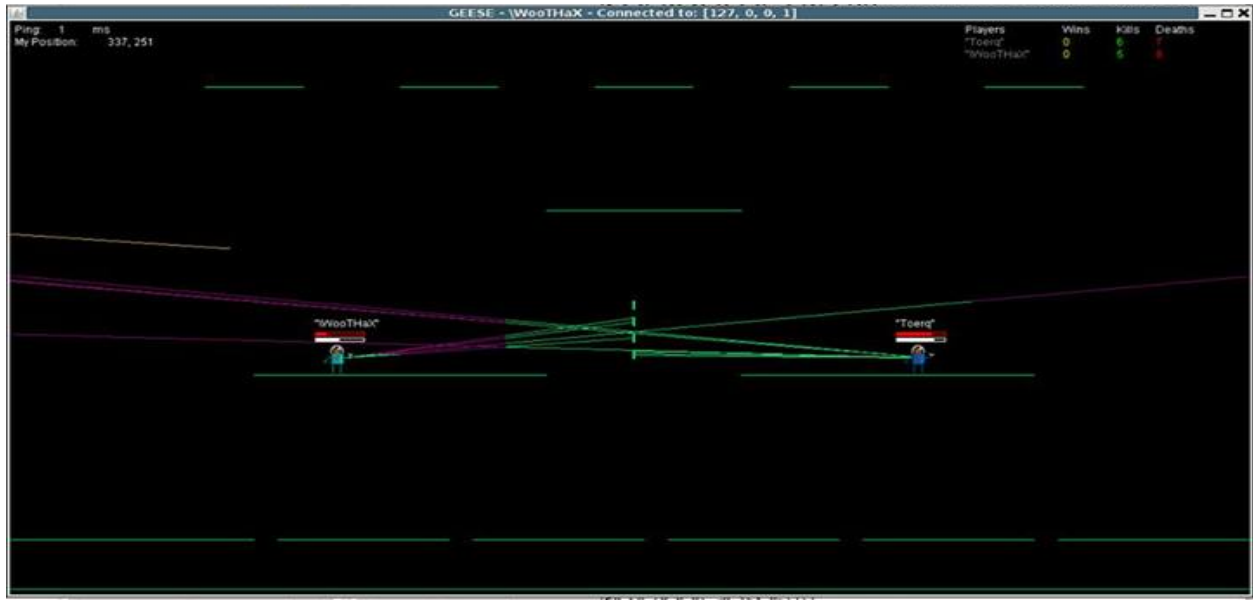 GEESE - \WooTHaX - Connected to: [127, 0, 0, 1]
Ping: 1 ms
My Position: 337, 251
Players Wins Kills Deaths
"Toerq" 0 6 7
"\WooTHaX" 0 5
"\WooTHaX"
"Toerq"